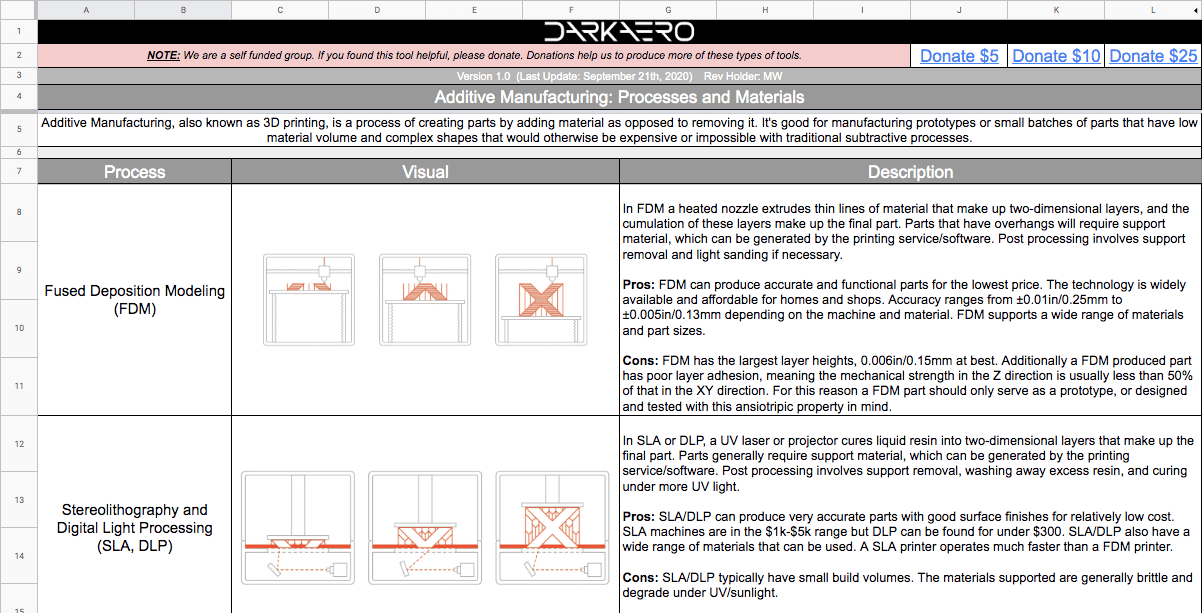 A B C D E F G H I J K L
1 DARKAERO
2 NOTE: We are a self funded group. If you found this tool helpful, please donate. Donations help us to produce more of these types of tools. Donate $5 Donate $10 Donate $25
3 Version 1.0 (Last Update: September 21th, 2020) Rev Holder: MW
4 Additive Manufacturing: Processes and Materials
5 Additive Manufacturing, also known as 3D printing, is a process of creating parts by adding material as opposed to removing it. It's good for manufacturing prototypes or small batches of parts that have low
material volume and complex shapes that would otherwise be expensive or impossible with traditional subtractive processes.
6
7 Process Visual Description
8
9
10
11
Fused Deposition Modeling
(FDM)
In FDM a heated nozzle extrudes thin lines of material that make up two-dimensional layers, and the
cumulation of these layers make up the final part. Parts that have overhangs will require support
material, which can be generated by the printing service/software. Post processing involves support
removal and light sanding if necessary.
Pros: FDM can produce accurate and functional parts for the lowest price. The technology is widely
available and affordable for homes and shops. Accuracy ranges from ±0.01in/0.25mm to
±0.005in/0.13mm depending on the machine and material. FDM supports a wide range of materials
and part sizes.
Cons: FDM has the largest layer heights, 0.006in/0.15mm at best. Additionally a FDM produced part
has poor layer adhesion, meaning the mechanical strength in the Z direction is usually less than 50%
of that in the XY direction. For this reason a FDM part should only serve as a prototype, or designed
and tested with this ansiotripic property in mind.
12
13
14
15
Stereolithography and
Digital Light Processing
(SLA, DLP)
In SLA or DLP, a UV laser or projector cures liquid resin into two-dimensional layers that make up the
final part. Parts generally require support material, which can be generated by the printing
service/software. Post processing involves support removal, washing away excess resin, and curing
under more UV light.
Pros: SLA/DLP can produce very accurate parts with good surface finishes for relatively low cost.
SLA machines are in the $1k-$5k range but DLP can be found for under $300. SLA/DLP also have a
wide range of materials that can be used. A SLA printer operates much faster than a FDM printer.
Cons: SLA/DLP typically have small build volumes. The materials supported are generally brittle and
degrade under UV/sunlight.